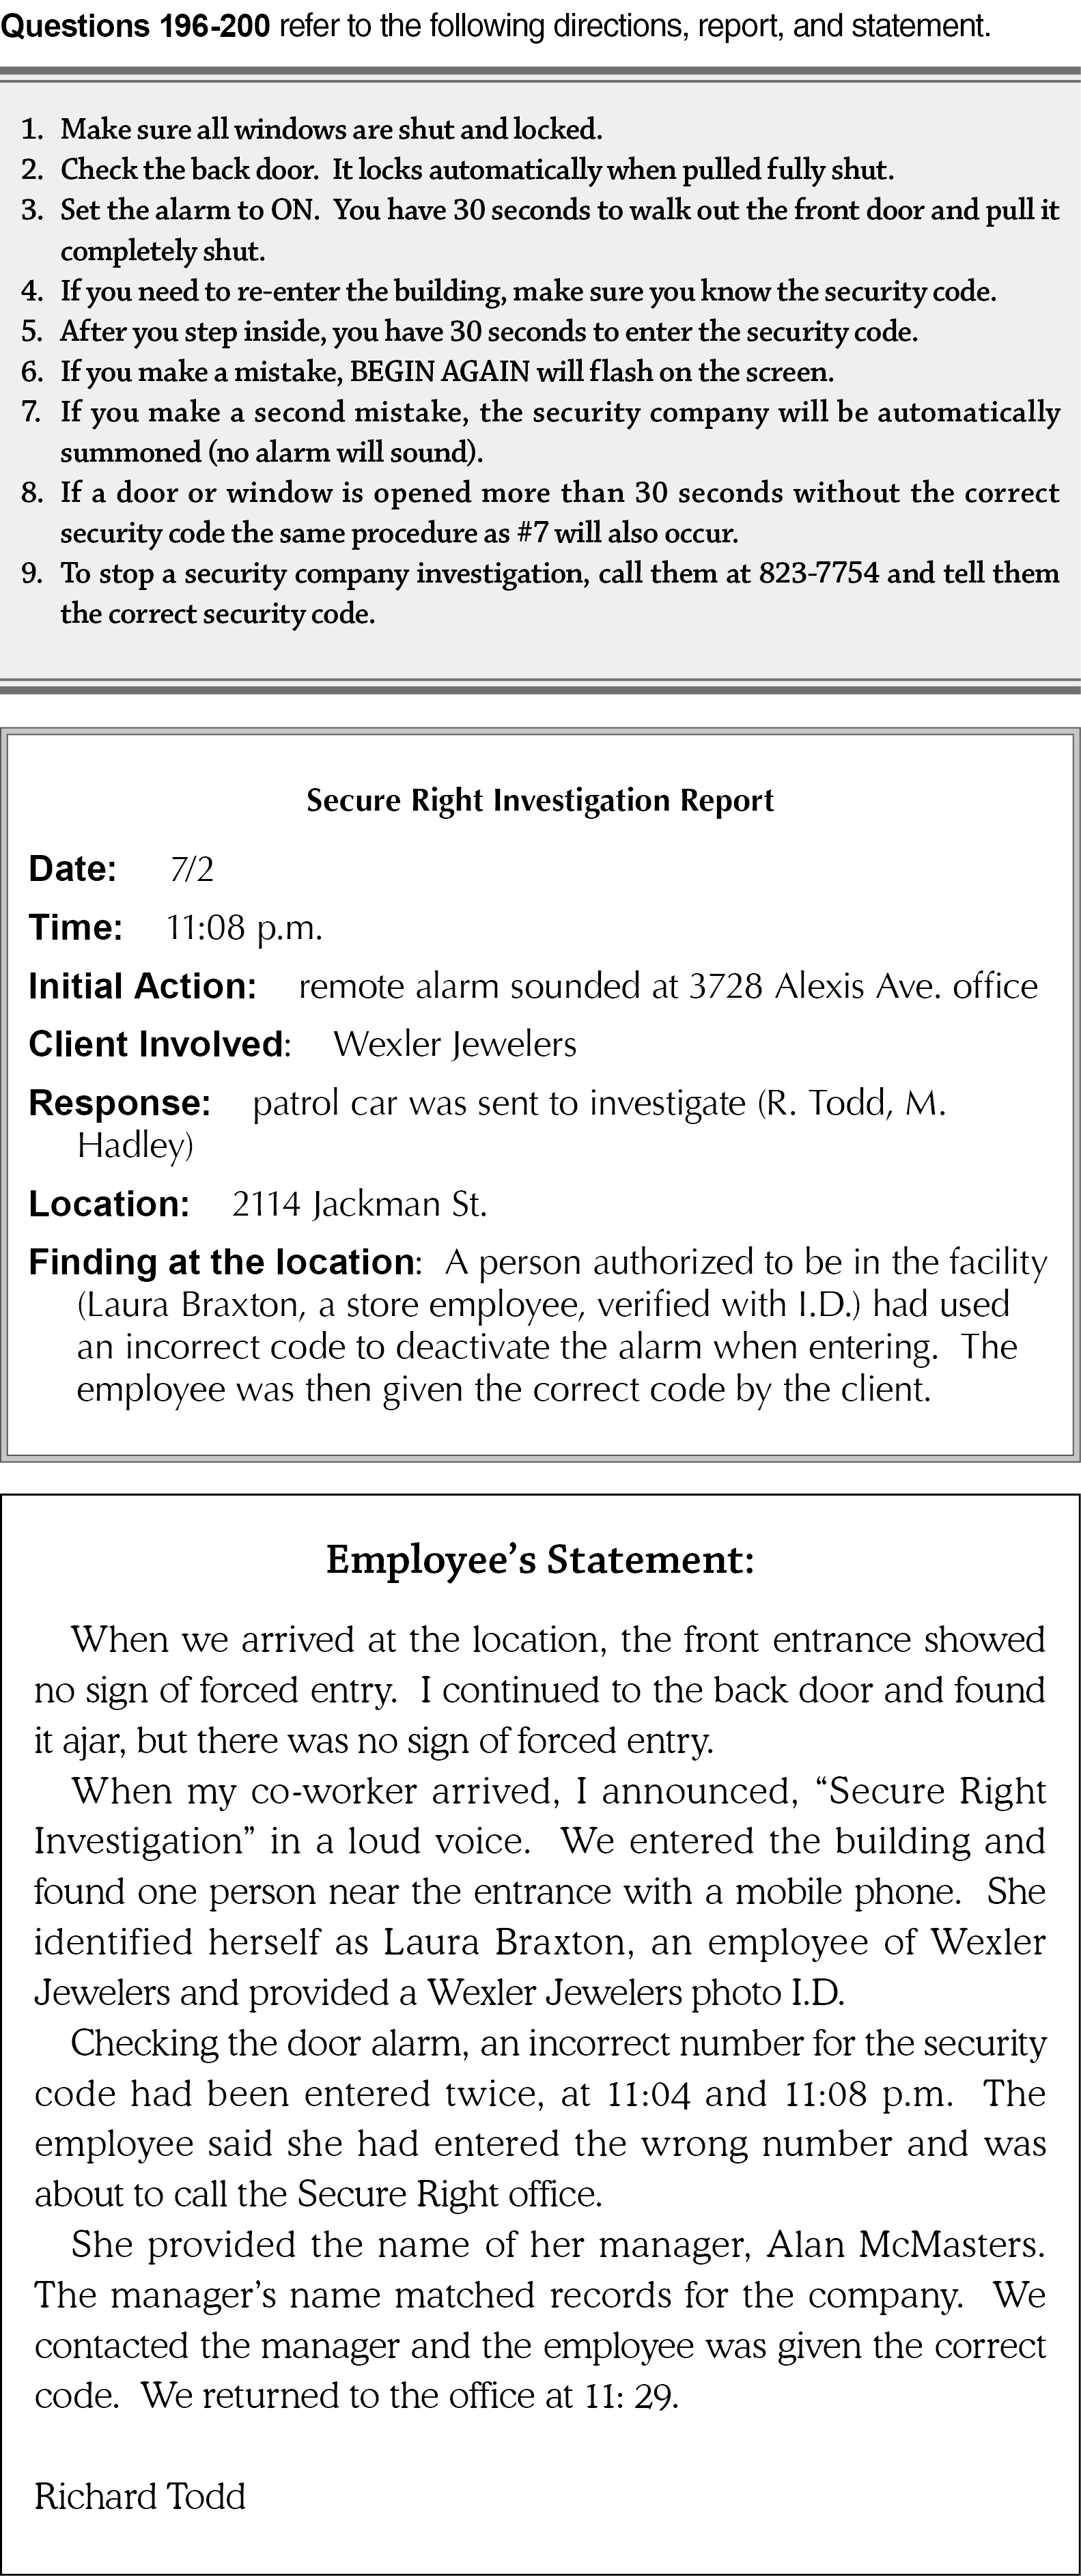 Questions 196-200 refer to the following directions, report, and statement.
1. Make sure all windows are shut and locked.
2. Check the back door. It locks automatically when pulled fully shut.
3. Set the alarm to ON. You have 30 seconds to walk out the front door and pull it
completely shut.
4. If you need to re-enter the building, make sure you know the security code.
5. After you step inside, you have 30 seconds to enter the security code.
6. If you make a mistake, BEGIN AGAIN will flash on the screen.
7. If you make a second mistake, the security company will be automatically
summoned (no alarm will sound).
8. If a door or window is opened more than 30 seconds without the correct
security code the same procedure as #7 will also occur.
9. To stop a security company investigation, call them at 823-7754 and tell them
the correct security code.
Secure Right Investigation Report
Date: 7/2
Time: 11:08 p.m.
Initial Action: remote alarm sounded at 3728 Alexis Ave. office
Client Involved: Wexler Jewelers
Response: patrol car was sent to investigate (R. Todd, M.
Hadley)
Location: 2114 Jackman St.
Finding at the location: A person authorized to be in the facility
(Laura Braxton, a store employee, verified with I.D.) had used
an incorrect code to deactivate the alarm when entering. The
employee was then given the correct code by the client.
Employee’s Statement:
When we arrived at the location, the front entrance showed
no sign of forced entry. I continued to the back door and found
it ajar, but there was no sign of forced entry.
When my co-worker arrived, I announced, “Secure Right
Investigation” in a loud voice. We entered the building and
found one person near the entrance with a mobile phone. She
identified herself as Laura Braxton, an employee of Wexler
Jewelers and provided a Wexler Jewelers photo I.D.
Checking the door alarm, an incorrect number for the security
code had been entered twice, at 11:04 and 11:08 p.m. The
employee said she had entered the wrong number and was
about to call the Secure Right office.
She provided the name of her manager, Alan McMasters.
The manager’s name matched records for the company. We
contacted the manager and the employee was given the correct
code. We returned to the office at 11: 29.
Richard Todd